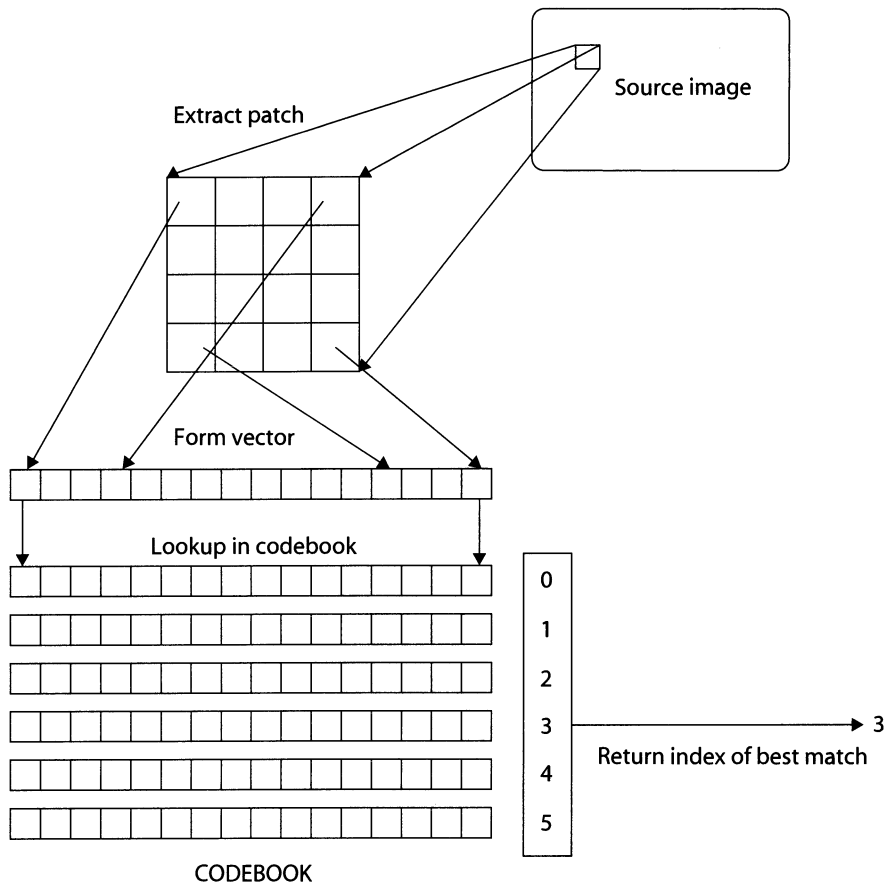 Source image
Extract patch
Form vector
Lookup in codebook
0
1
2
3
3
Return index of best match
4
5
CODEBOOK